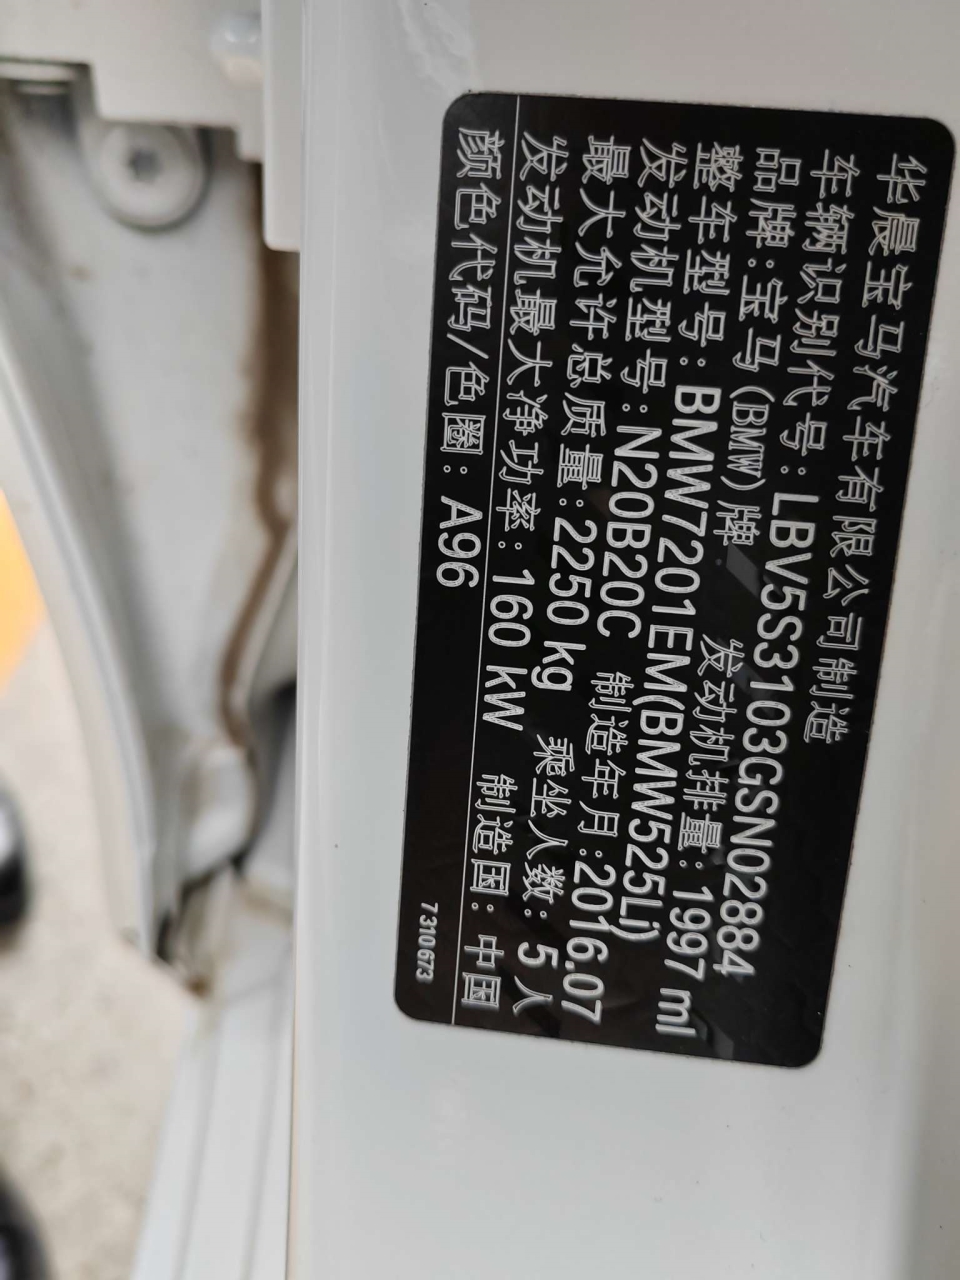 华晨宝马汽车有限公司制造
车辆识别代号：LBV5S3103GSN02884
品牌：宝马（BMW）牌 发动机排量：1997 ml
整车型号：BMW7201EM(BMW525Li)
发动机型号：N20B20C 制造年月：2016.07
最大允许总质量：2250 kg 乘坐人数：5 人
发动机最大净功率：160 kW 制造国：中国
颜色代码/色圈：A96
7310673